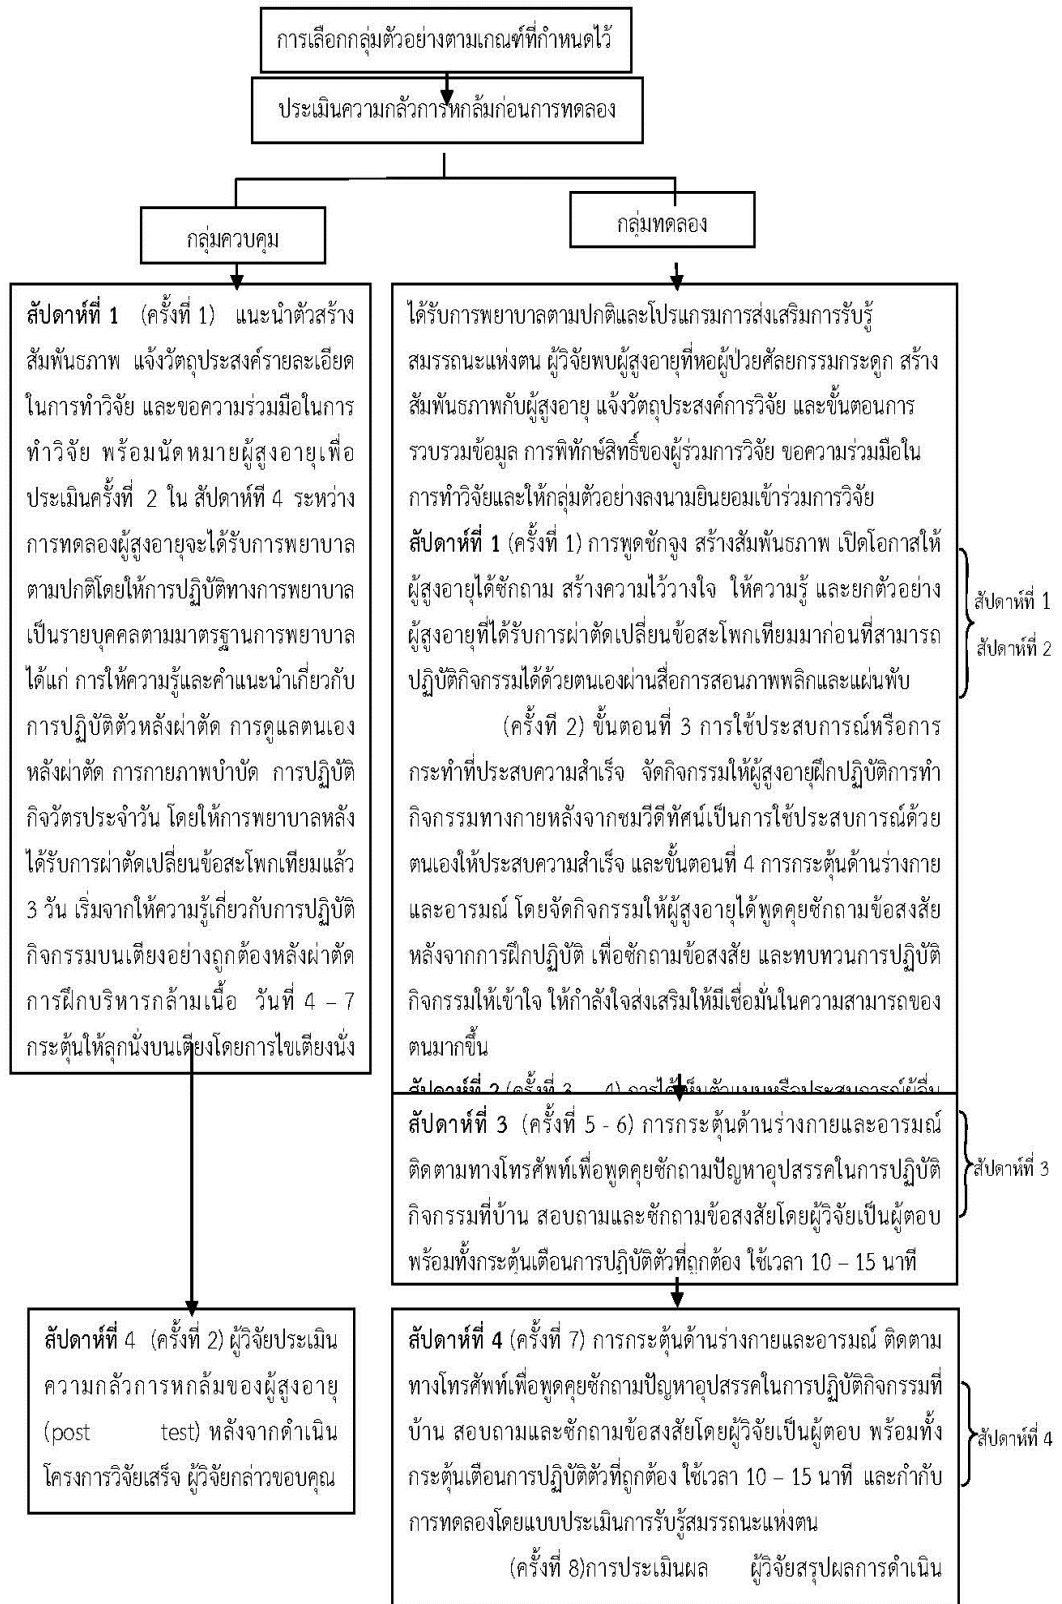 การเลือกกลุ่มตัวอย่างตามเกณฑ์ที่กำหนดไว้
ประเมินความกลัวการหกล้มก่อนการทดลอง
กลุ่มควบคุม
กลุ่มทดลอง
สัปดาห์ที่ 1 (ครั้งที่ 1) แนะนำตัวสร้าง
สัมพันธภาพ แจ้งวัตถุประสงค์รายละเอียด
ในการทำวิจัย และขอความร่วมมือในการ
ทำวิจัย พร้อมนัดหมายผู้สูงอายุเพื่อ
ประเมินครั้งที่ 2 ใน สัปดาห์ที่ 4 ระหว่าง
การทดลองผู้สูงอายุจะได้รับการพยาบาล
ตามปกติโดยให้การปฏิบัติทางการพยาบาล
เป็นรายบุคคลตามมาตรฐานการพยาบาล
ได้แก่ การให้ความรู้และคำแนะนำเกี่ยวกับ
การปฏิบัติตัวหลังผ่าตัด การดูแลตนเอง
หลังผ่าตัด การกายภาพบำบัด การปฏิบัติ
กิจวัตรประจำวัน โดยให้การพยาบาลหลัง
ได้รับการผ่าตัดเปลี่ยนข้อสะโพกเทียมแล้ว
3 วัน เริ่มจากให้ความรู้เกี่ยวกับการปฏิบัติ
กิจกรรมบนเตียงอย่างถูกต้องหลังผ่าตัด
การฝึกบริหารกล้ามเนื้อ วันที่ 4 – 7
กระตุ้นให้ลุกนั่งบนเตียงโดยการไขเตียงนั่ง
ได้รับการพยาบาลตามปกติและโปรแกรมการส่งเสริมการรับรู้
สมรรถนะแห่งตน ผู้วิจัยพบผู้สูงอายุที่หอผู้ป่วยศัลยกรรมกระดูก สร้าง
สัมพันธภาพกับผู้สูงอายุ แจ้งวัตถุประสงค์การวิจัย และขั้นตอนการ
รวบรวมข้อมูล การพิทักษ์สิทธิ์ของผู้ร่วมการวิจัย ขอความร่วมมือใน
การทำวิจัยและให้กลุ่มตัวอย่างลงนามยินยอมเข้าร่วมการวิจัย
สัปดาห์ที่ 1 (ครั้งที่ 1) การพูดชักจูง สร้างสัมพันธภาพ เปิดโอกาสให้
ผู้สูงอายุได้ซักถาม สร้างความไว้วางใจ ให้ความรู้ และยกตัวอย่าง
ผู้สูงอายุที่ได้รับการผ่าตัดเปลี่ยนข้อสะโพกเทียมมาก่อนที่สามารถ
ปฏิบัติกิจกรรมได้ด้วยตนเองผ่านสื่อการสอนภาพพลิกและแผ่นพับ
(ครั้งที่ 2) ขั้นตอนที่ 3 การใช้ประสบการณ์หรือการ
กระทำที่ประสบความสำเร็จ จัดกิจกรรมให้ผู้สูงอายุฝึกปฏิบัติการทำ
กิจกรรมทางกายหลังจากชมวีดีทัศน์เป็นการใช้ประสบการณ์ด้วย
ตนเองให้ประสบความสำเร็จ และขั้นตอนที่ 4 การกระตุ้นด้านร่างกาย
และอารมณ์ โดยจัดกิจกรรมให้ผู้สูงอายุได้พูดคุยซักถามข้อสงสัย
หลังจากการฝึกปฏิบัติ เพื่อซักถามข้อสงสัย และทบทวนการปฏิบัติ
กิจกรรมให้เข้าใจ ให้กำลังใจส่งเสริมให้มีเชื่อมั่นในความสามารถของ
ตนมากขึ้น
สัปดาห์ที่ 2 (ครั้งที่ 3 – 4) การได้เห็นตัวแบบหรือประสบการณ์ผู้อื่น
สัปดาห์ที่ 1
สัปดาห์ที่ 2
สัปดาห์ที่ 3 (ครั้งที่ 5 - 6) การกระตุ้นด้านร่างกายและอารมณ์
ติดตามทางโทรศัพท์เพื่อพูดคุยซักถามปัญหาอุปสรรคในการปฏิบัติ
กิจกรรมที่บ้าน สอบถามและซักถามข้อสงสัยโดยผู้วิจัยเป็นผู้ตอบ
พร้อมทั้งกระตุ้นเตือนการปฏิบัติตัวที่ถูกต้อง ใช้เวลา 10 – 15 นาที
สัปดาห์ที่ 3
สัปดาห์ที่ 4 (ครั้งที่ 2) ผู้วิจัยประเมิน
ความกลัวการหกล้มของผู้สูงอายุ
(post test) หลังจากดำเนิน
โครงการวิจัยเสร็จ ผู้วิจัยกล่าวขอบคุณ
สัปดาห์ที่ 4 (ครั้งที่ 7) การกระตุ้นด้านร่างกายและอารมณ์ ติดตาม
ทางโทรศัพท์เพื่อพูดคุยซักถามปัญหาอุปสรรคในการปฏิบัติกิจกรรมที่
บ้าน สอบถามและซักถามข้อสงสัยโดยผู้วิจัยเป็นผู้ตอบ พร้อมทั้ง
กระตุ้นเตือนการปฏิบัติตัวที่ถูกต้อง ใช้เวลา 10 – 15 นาที และกำกับ
การทดลองโดยแบบประเมินการรับรู้สมรรถนะแห่งตน
(ครั้งที่ 8)การประเมินผล ผู้วิจัยสรุปผลการดำเนิน
สัปดาห์ที่ 4